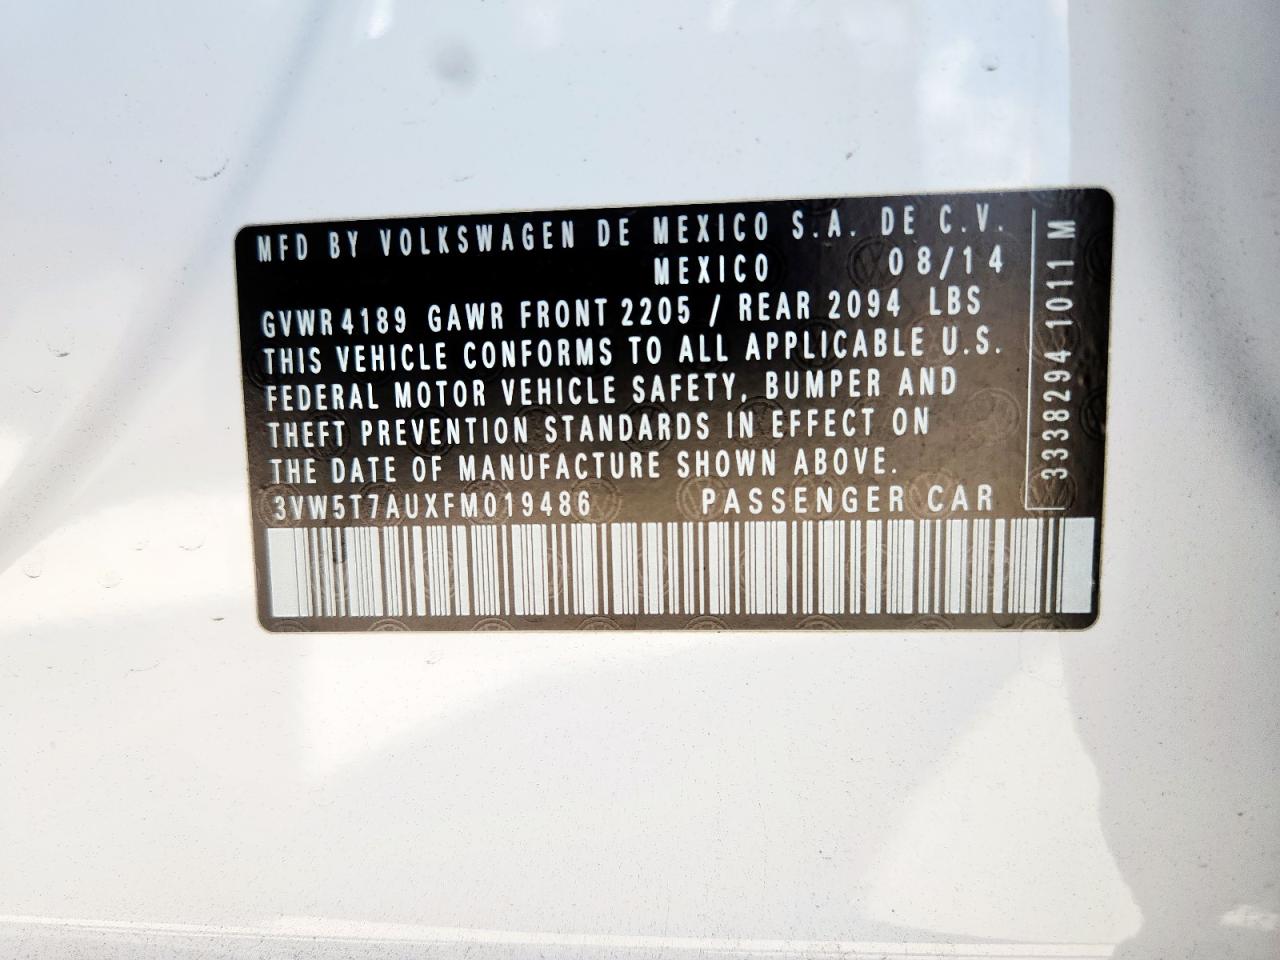 MFD BY VOLKSWAGEN DE MEXICO S.A. DE C.V.
MEXICO 08/14
GVWR 4189 GAWR FRONT 2205 / REAR 2094 LBS
THIS VEHICLE CONFORMS TO ALL APPLICABLE U.S.
FEDERAL MOTOR VEHICLE SAFETY, BUMPER AND
THEFT PREVENTION STANDARDS IN EFFECT ON
THE DATE OF MANUFACTURE SHOWN ABOVE.
3VW5T7AUXFM019486 PASSENGER CAR
3338294 1011 M